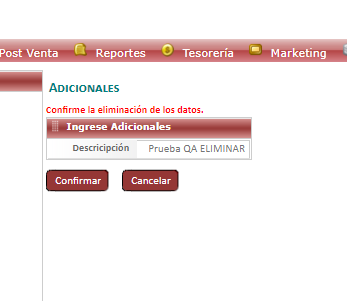 Post Venta Reportes Tesorería Marketing
ADICIONALES
Confirme la eliminación de los datos.
Ingrese Adicionales
Descricipción Prueba QA ELIMINAR
Confirmar Cancelar